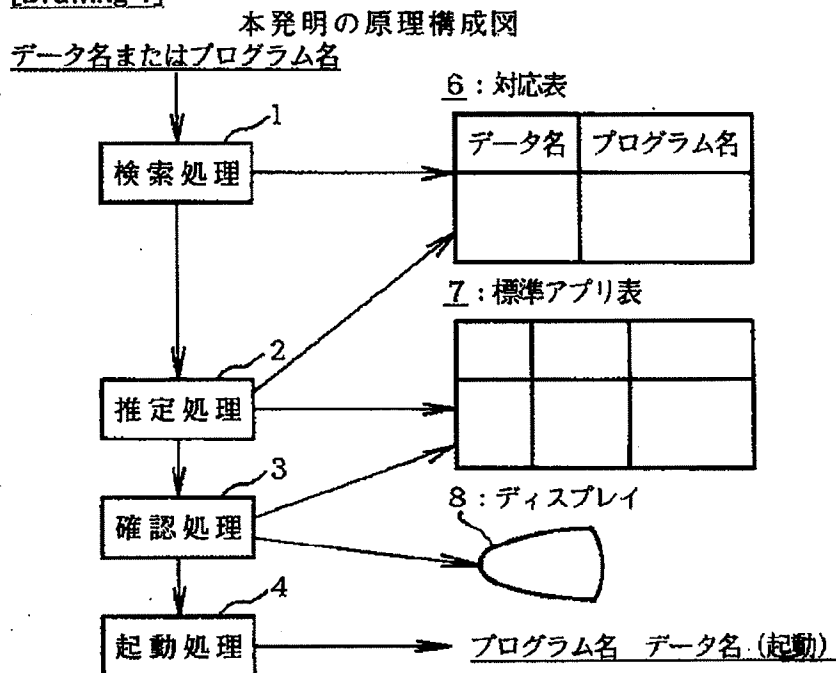 [Drawing 1]
本発明の原理構成図
データ名またはプログラム名
1
検索処理
6:対応表
データ名 プログラム名
7:標準アプリ表
2
推定処理
3
確認処理
8:ディスプレイ
4
起動処理
プログラム名 データ名(起動)